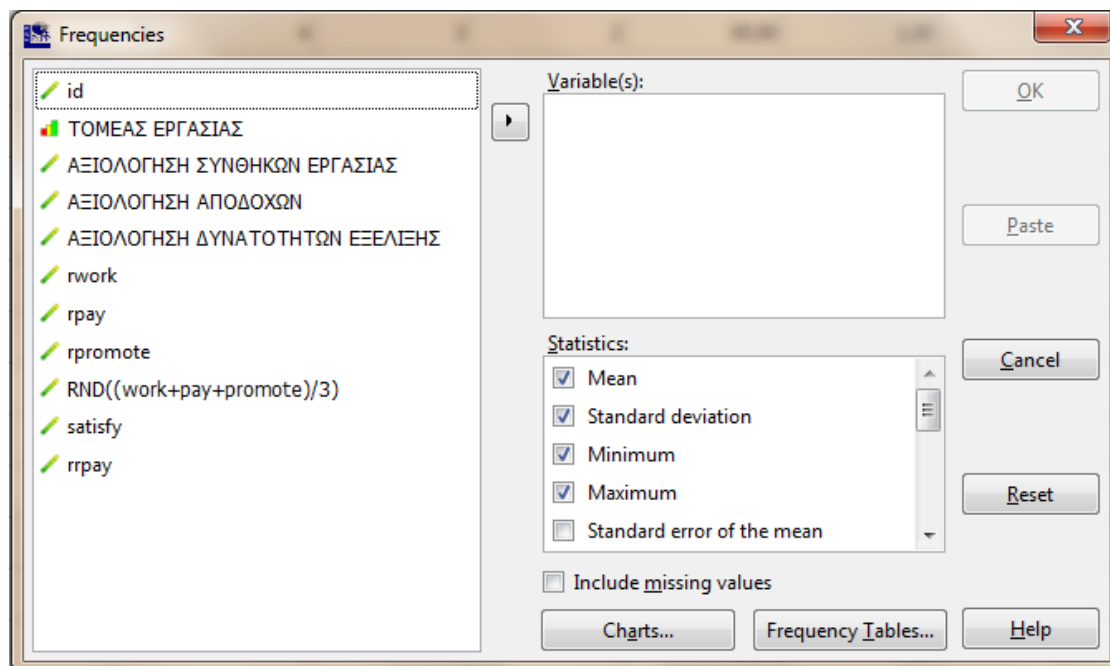 Frequencies
id
ΤΟΜΕΑΣ ΕΡΓΑΣΙΑΣ
ΑΞΙΟΛΟΓΗΣΗ ΣΥΝΘΗΚΩΝ ΕΡΓΑΣΙΑΣ
ΑΞΙΟΛΟΓΗΣΗ ΑΠΟΔΟΧΩΝ
ΑΞΙΟΛΟΓΗΣΗ ΔΥΝΑΤΟΤΗΤΩΝ ΕΞΕΛΙΞΗΣ
rwork
rpay
rpromote
RND((work+pay+promote)/3)
satisfy
rrpay
Variable(s):
Statistics:
Mean
Standard deviation
Minimum
Maximum
Standard error of the mean
Include missing values
Charts...
Frequency Tables...
OK
Paste
Cancel
Reset
Help